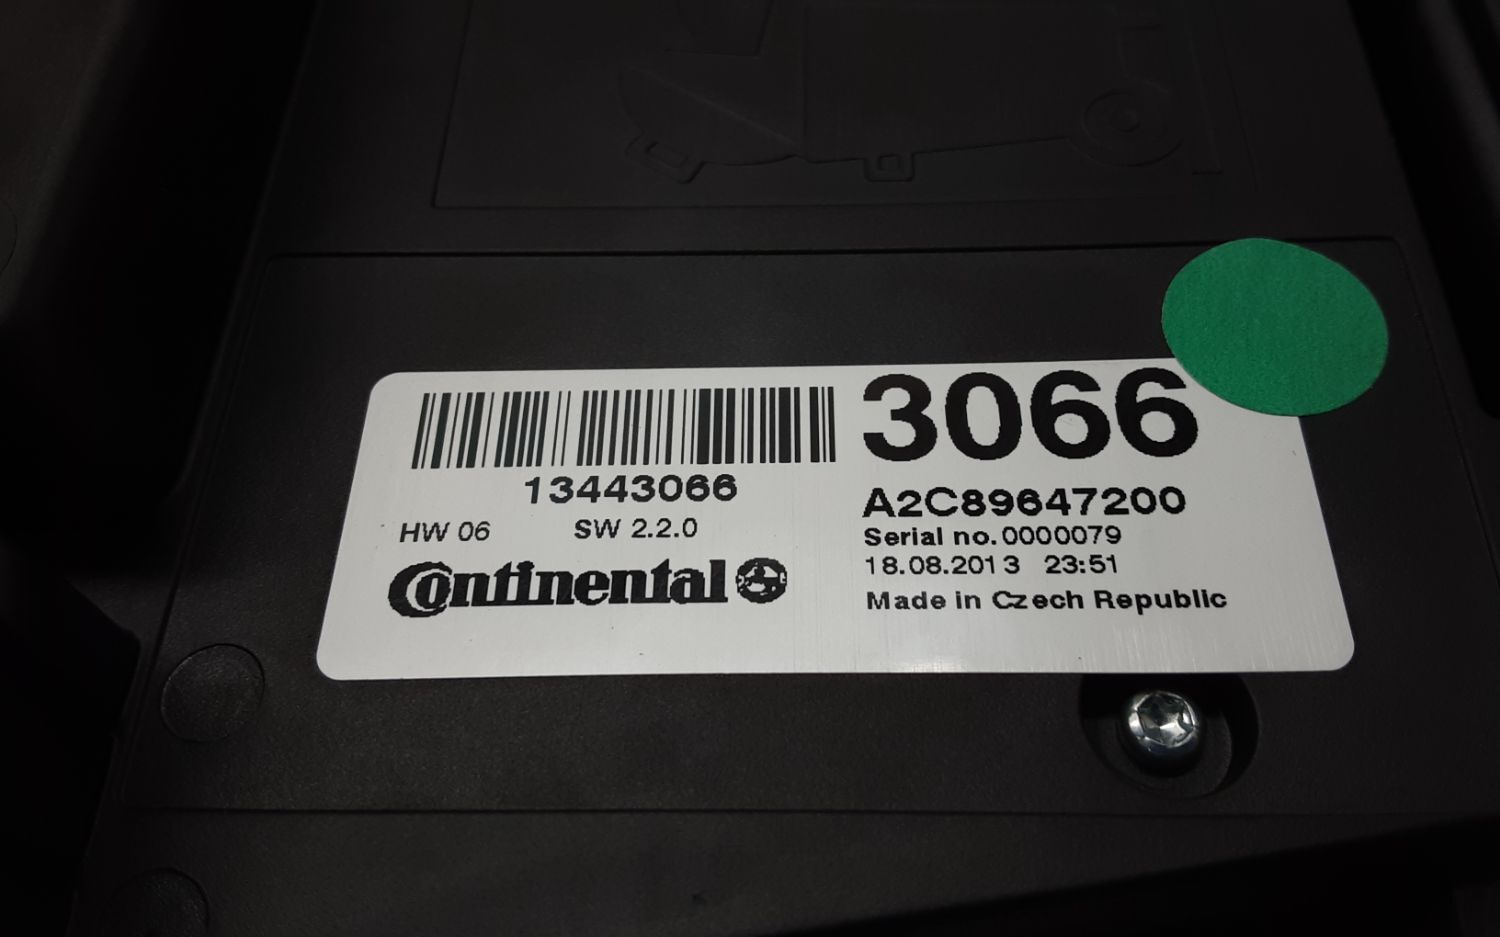 3066
13443066
A2C89647200
HW 06 SW 2.2.0
Serial no. 0000079
Continental
18.08.2013 23:51
Made in Czech Republic